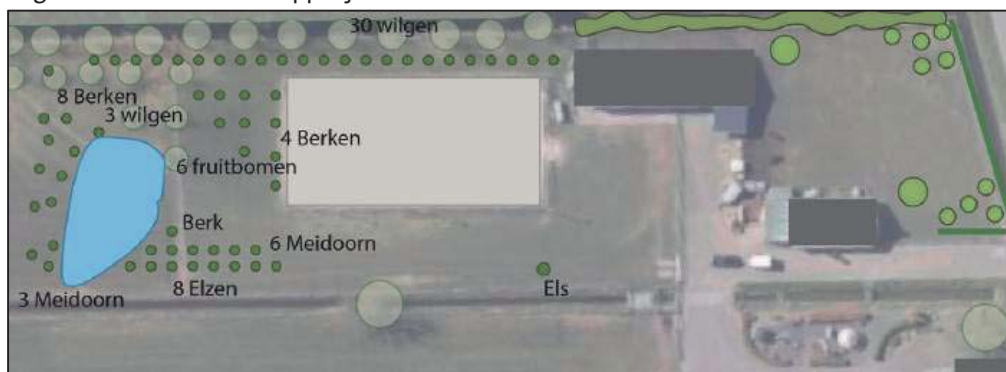 30 wilgen
8 Berken
3 wilgen
4 Berken
6 fruitbomen
Berk
6 Meidoorn
3 Meidoorn
8 Elzen
Els